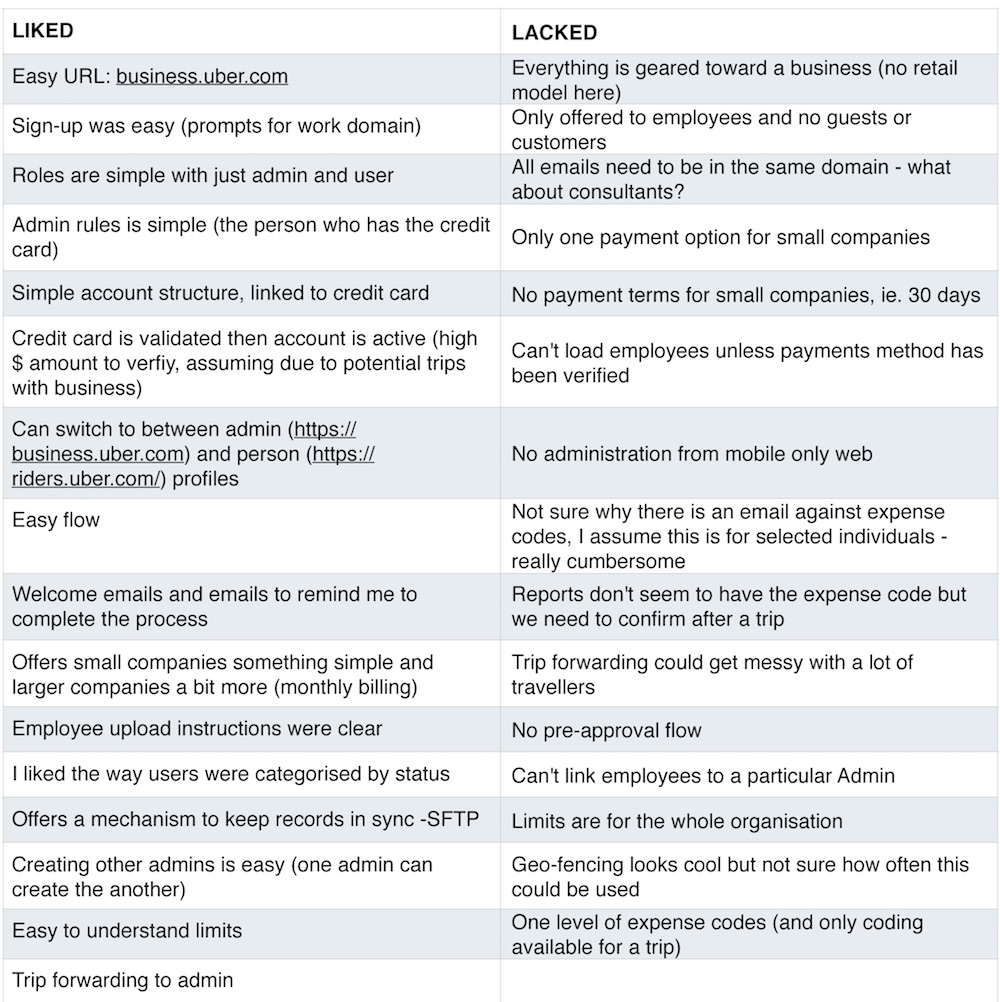 LIKED
LACKED
Easy URL: business.uber.com
Everything is geared toward a business (no retail
model here)
Sign-up was easy (prompts for work domain)
Only offered to employees and no guests or
customers
Roles are simple with just admin and user
All emails need to be in the same domain - what
about consultants?
Admin rules is simple (the person who has the credit
card)
Only one payment option for small companies
Simple account structure, linked to credit card
No payment terms for small companies, ie. 30 days
Credit card is validated then account is active (high
$ amount to verfiy, assuming due to potential trips
with business)
Can't load employees unless payments method has
been verified
Can switch to between admin (https://
business.uber.com) and person (https://
riders.uber.com/) profiles
No administration from mobile only web
Easy flow
Not sure why there is an email against expense
codes, I assume this is for selected individuals -
really cumbersome
Welcome emails and emails to remind me to
complete the process
Reports don't seem to have the expense code but
we need to confirm after a trip
Offers small companies something simple and
larger companies a bit more (monthly billing)
Trip forwarding could get messy with a lot of
travellers
Employee upload instructions were clear
No pre-approval flow
I liked the way users were categorised by status
Can't link employees to a particular Admin
Offers a mechanism to keep records in sync -SFTP
Limits are for the whole organisation
Creating other admins is easy (one admin can
create the another)
Geo-fencing looks cool but not sure how often this
could be used
Easy to understand limits
One level of expense codes (and only coding
available for a trip)
Trip forwarding to admin